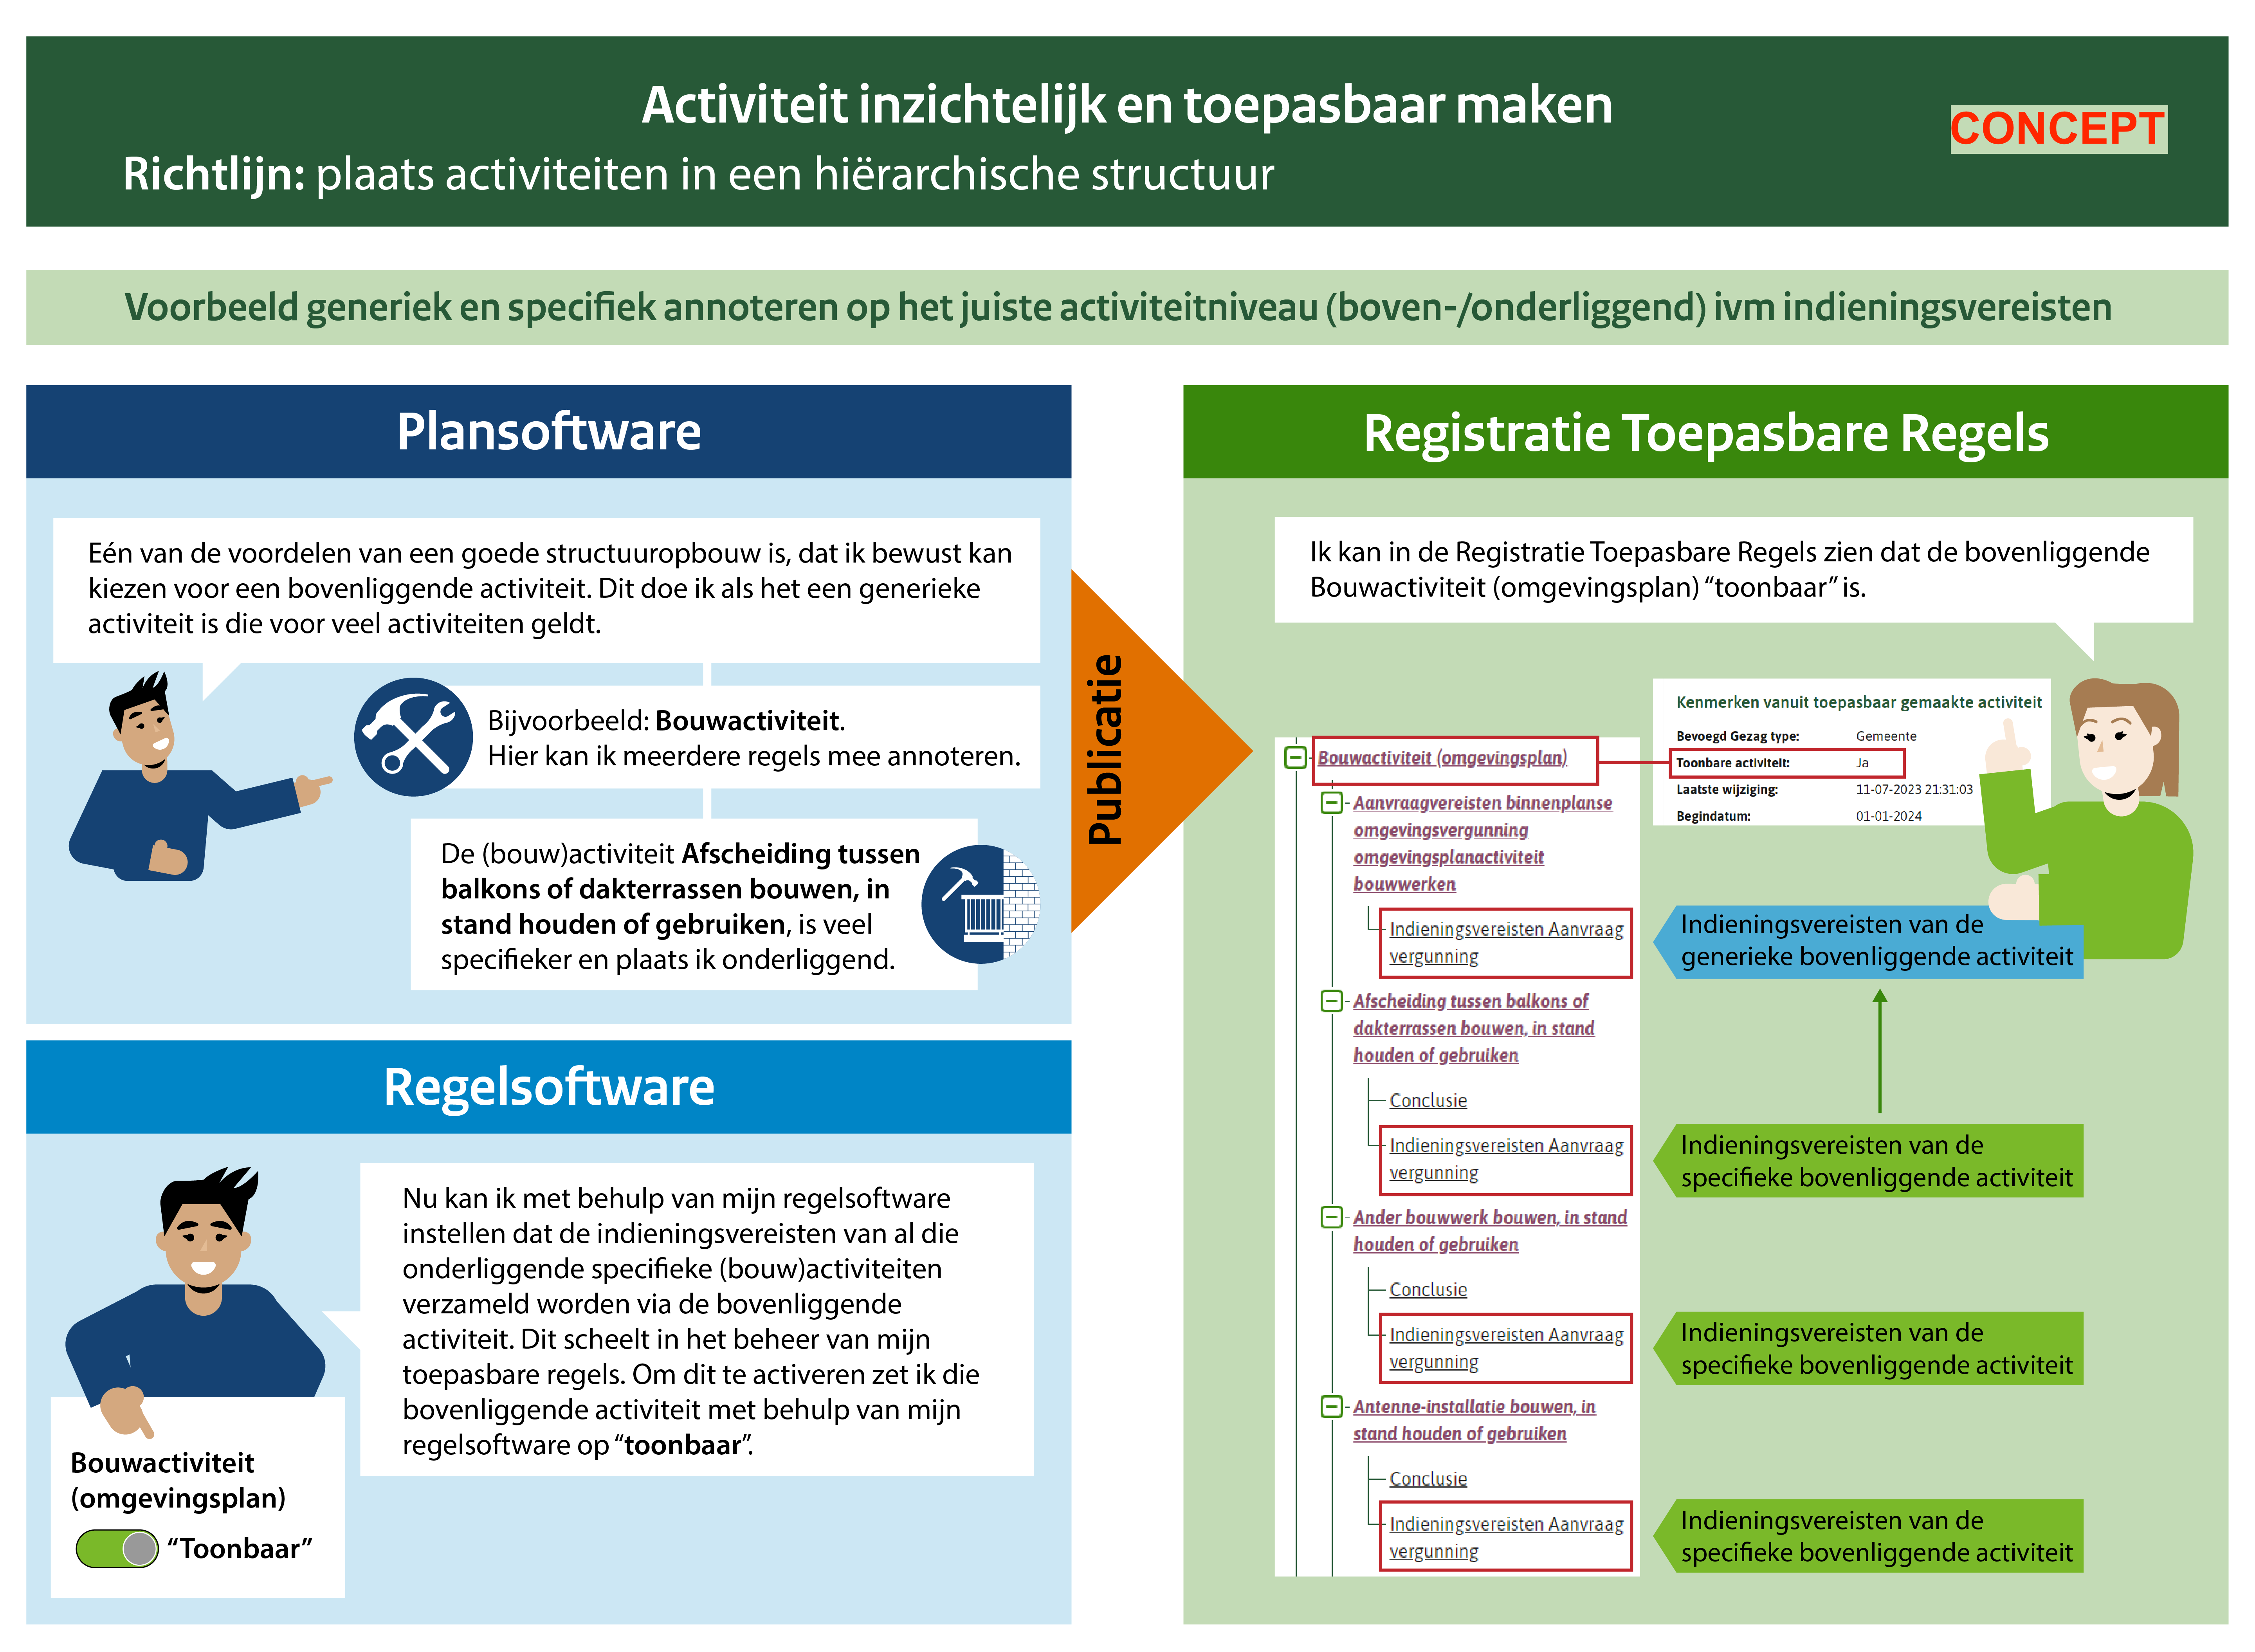 Activiteit inzichtelijk en toepasbaar maken
CONCEPT
Richtlijn: plaats activiteiten in een hiërarchische structuur
Voorbeeld generiek en specifiek annoteren op het juiste activiteitniveau (boven-/onderliggend) ivm indieningsvereisten
Plansoftware
Eén van de voordelen van een goede structuuropbouw is, dat ik bewust kan
kiezen voor een bovenliggende activiteit. Dit doe ik als het een generieke
activiteit is die voor veel activiteiten geldt.
Bijvoorbeeld: Bouwactiviteit.
Hier kan ik meerdere regels mee annoteren.
De (bouw)activiteit Afscheiding tussen
balkons of dakterrassen bouwen, in
stand houden of gebruiken, is veel
specifieker en plaats ik onderliggend.
Regelsoftware
Nu kan ik met behulp van mijn regelsoftware
instellen dat de indieningsvereisten van al die
onderliggende specifieke (bouw)activiteiten
verzameld worden via de bovenliggende
activiteit. Dit scheelt in het beheer van mijn
toepasbare regels. Om dit te activeren zet ik die
bovenliggende activiteit met behulp van mijn
regelsoftware op “toonbaar”.
Bouwactiviteit
(omgevingsplan)
“Toonbaar”
Publicatie
Registratie Toepasbare Regels
Ik kan in de Registratie Toepasbare Regels zien dat de bovenliggende
Bouwactiviteit (omgevingsplan) “toonbaar” is.
Kenmerken vanuit toepasbaar gemaakte activiteit
Bevoegd Gezag type: Gemeente
Toonbare activiteit: Ja
Laatste wijziging: 11-07-2023 21:31:03
Begindatum: 01-01-2024
Bouwactiviteit (omgevingsplan)
Aanvraagvereisten binnenplanse
omgevingsvergunning
omgevingsplanactiviteit
bouwwerken
Indieningsvereisten Aanvraag
vergunning
Indieningsvereisten van de
generieke bovenliggende activiteit
Afscheiding tussen balkons of
dakterrassen bouwen, in stand
houden of gebruiken
Conclusie
Indieningsvereisten Aanvraag
vergunning
Indieningsvereisten van de
specifieke bovenliggende activiteit
Ander bouwwerk bouwen, in stand
houden of gebruiken
Conclusie
Indieningsvereisten Aanvraag
vergunning
Indieningsvereisten van de
specifieke bovenliggende activiteit
Antenne-installatie bouwen, in
stand houden of gebruiken
Conclusie
Indieningsvereisten Aanvraag
vergunning
Indieningsvereisten van de
specifieke bovenliggende activiteit